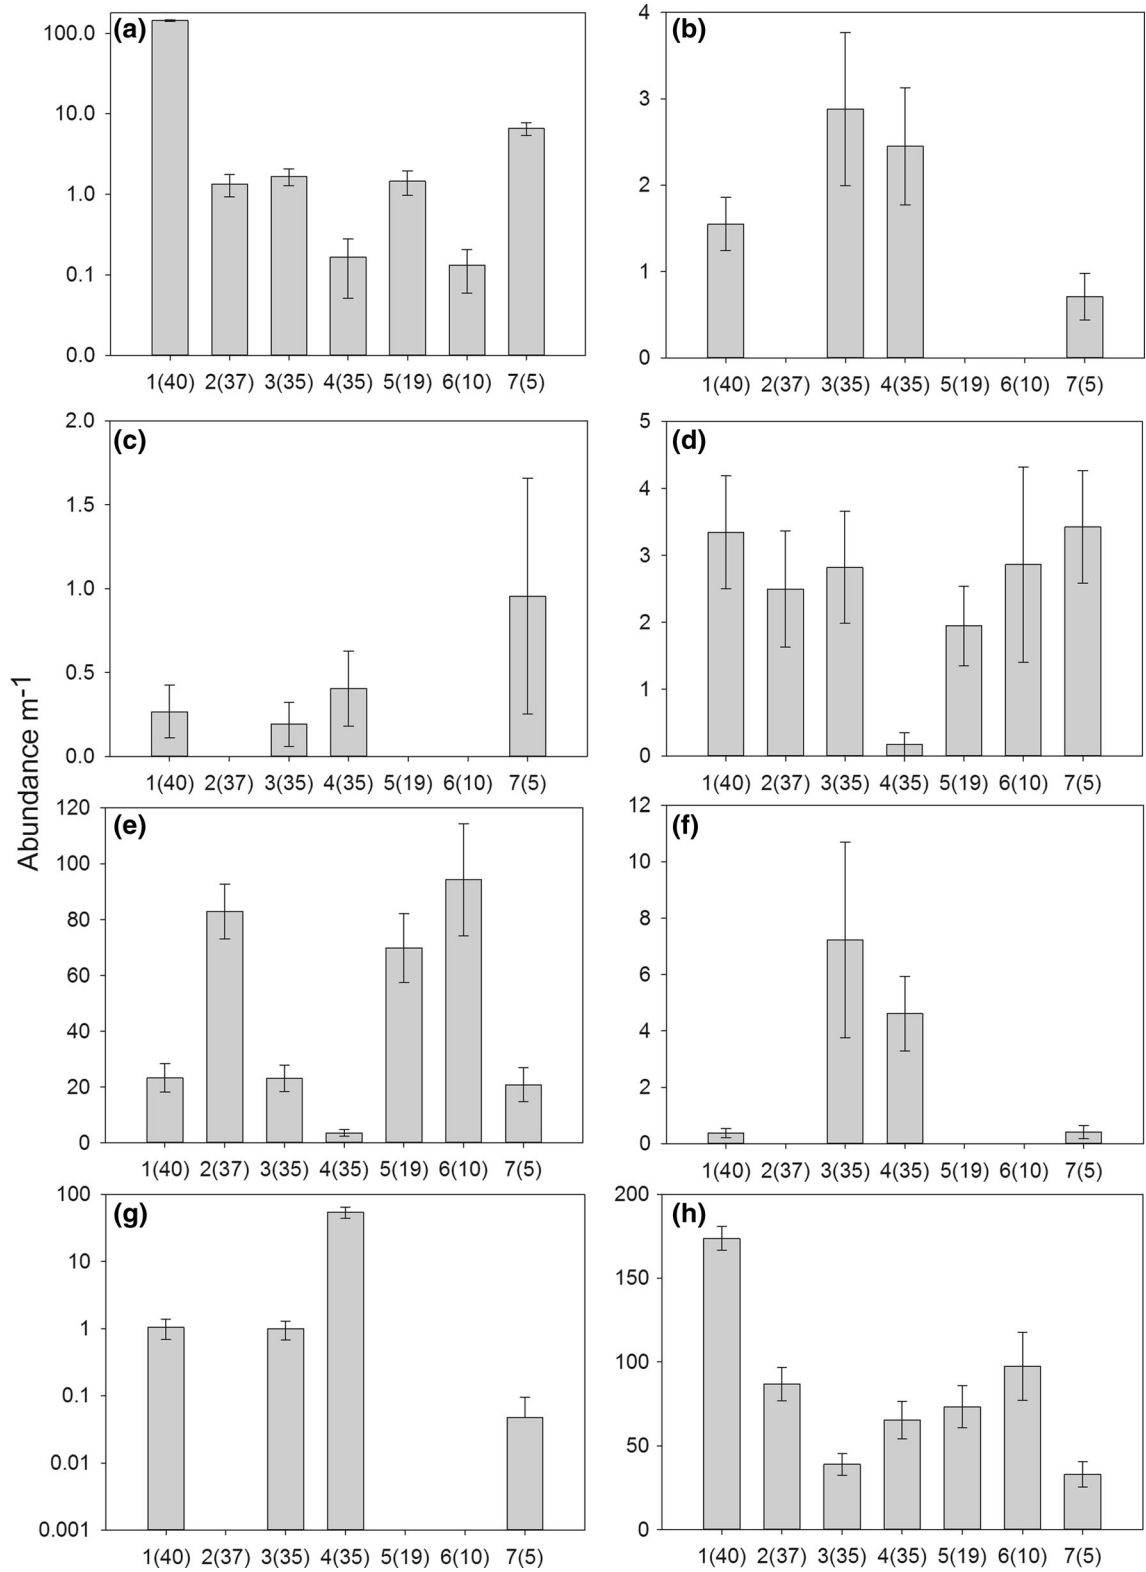 Abundance m-1
(a)
100.0
10.0
1.0
0.1
0.0
1(40) 2(37) 3(35) 4(35) 5(19) 6(10) 7(5)
(b)
4
3
2
1
0
1(40) 2(37) 3(35) 4(35) 5(19) 6(10) 7(5)
(c)
2.0
1.5
1.0
0.5
0.0
1(40) 2(37) 3(35) 4(35) 5(19) 6(10) 7(5)
(d)
5
4
3
2
1
0
1(40) 2(37) 3(35) 4(35) 5(19) 6(10) 7(5)
(e)
120
100
80
60
40
20
0
1(40) 2(37) 3(35) 4(35) 5(19) 6(10) 7(5)
(f)
12
10
8
6
4
2
0
1(40) 2(37) 3(35) 4(35) 5(19) 6(10) 7(5)
(g)
100
10
1
0.1
0.01
0.001
1(40) 2(37) 3(35) 4(35) 5(19) 6(10) 7(5)
(h)
200
150
100
50
0
1(40) 2(37) 3(35) 4(35) 5(19) 6(10) 7(5)